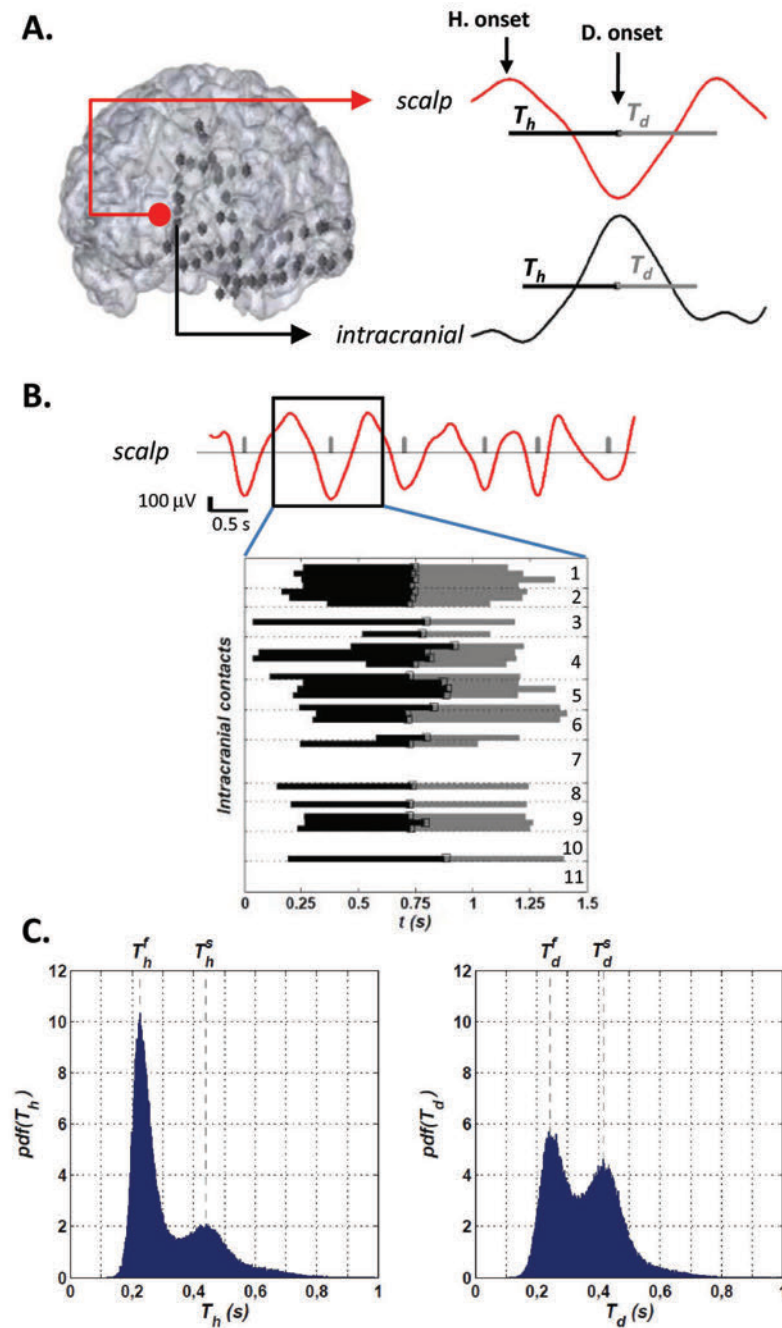 A.
H. onset
D. onset
scalp
T_h
T_d
T_h
T_d
intracranial
B.
scalp
100 μV
0.5 s
Intracranial contacts
1
2
3
4
5
6
7
8
9
10
11
0 0.25 0.5 0.75 1 1.25 1.5
t (s)
C.
T_h^f T_h^s
12
10
8
6
4
2
0
pdf(T_h)
0,2 0,8 0,6 0,8 1
T_h (s)
T_d^f T_d^s
12
10
8
6
4
2
0
pdf(T_d)
0 0,2 0,4 0,6 0,8 1
T_d (s)